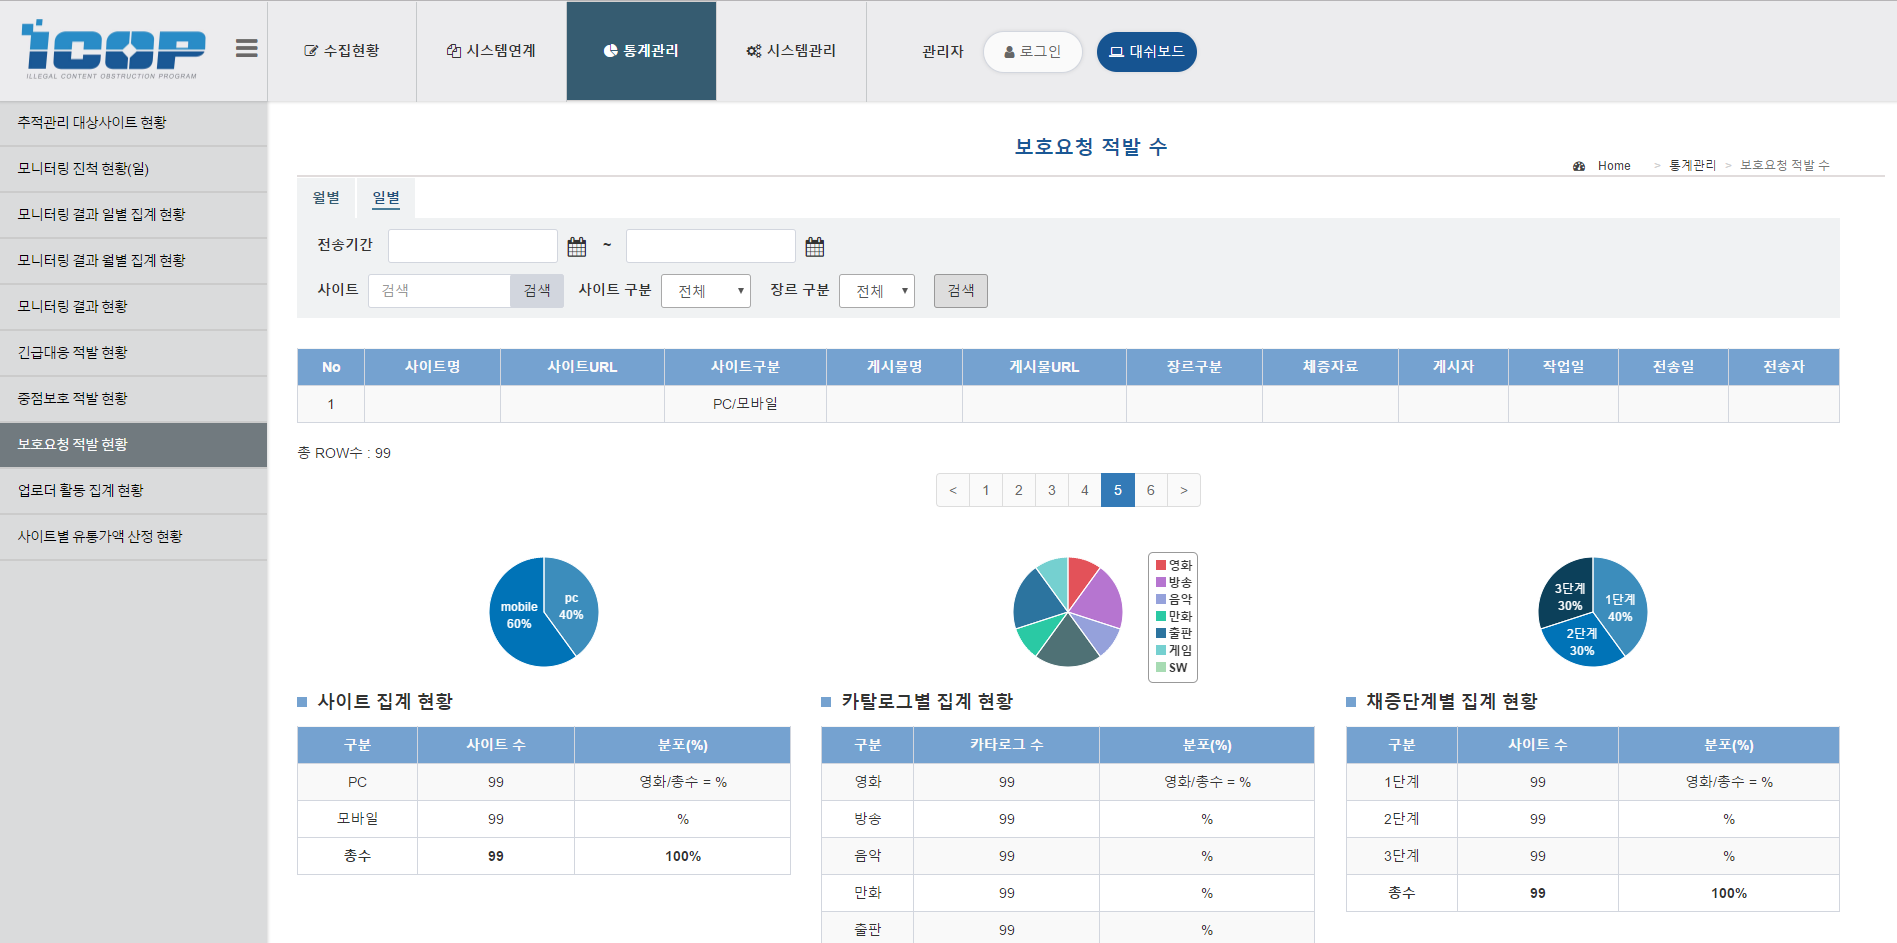 iCOP
ILLEGAL CONTENT OBSTRUCTION PROGRAM
수집현황
시스템연계
통계관리
시스템관리
관리자
로그인
대쉬보드
추적관리 대상사이트 현황
모니터링 진척 현황(일)
모니터링 결과 일별 집계 현황
모니터링 결과 월별 집계 현황
모니터링 결과 현황
긴급대응 적발 현황
중점보호 적발 현황
보호요청 적발 현황
업로더 활동 집계 현황
사이트별 유통가액 산정 현황
보호요청 적발 수
Home > 통계관리 > 보호요청 적발 수
월별 일별
전송기간 ~
사이트 검색 검색 사이트 구분 전체 장르 구분 전체 검색
No 사이트명 사이트URL 사이트구분 게시물명 게시물URL 장르구분 채증자료 게시자 작업일 전송일 전송자
1 PC/모바일
총 ROW수 : 99
< 1 2 3 4 5 6 >
mobile
60%
pc
40%
영화
방송
음악
만화
출판
게임
SW
3단계
30%
1단계
40%
2단계
30%
사이트 집계 현황
구분 사이트 수 분포(%)
PC 99 영화/총수 = %
모바일 99 %
총수 99 100%
카탈로그별 집계 현황
구분 카타로그 수 분포(%)
영화 99 영화/총수 = %
방송 99 %
음악 99 %
만화 99 %
출판 99 %
채증단계별 집계 현황
구분 사이트 수 분포(%)
1단계 99 영화/총수 = %
2단계 99 %
3단계 99 %
총수 99 100%